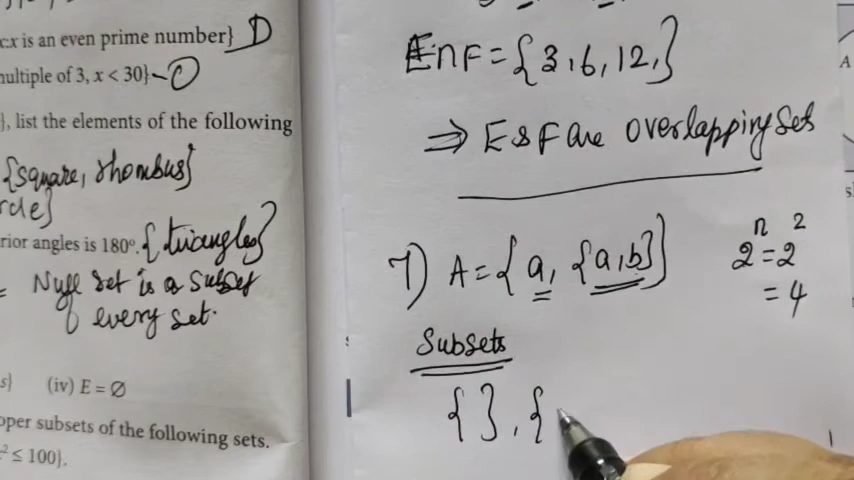 x is an even prime number} D
multiple of 3, x < 30} - O
}, list the elements of the following
{square, rhombus}
rcle}
rior angles is 180°. {triangles}
= Null set is a subset
of every set.
s} (iv) E = ∅
oper subsets of the following sets.
² ≤ 100}.
E∩F = {3, 6, 12,}
⇒ E & F are overlapping sets
7) A = {a, {a, b}}
2ⁿ = 2²
= 4
Subsets
{ }, {